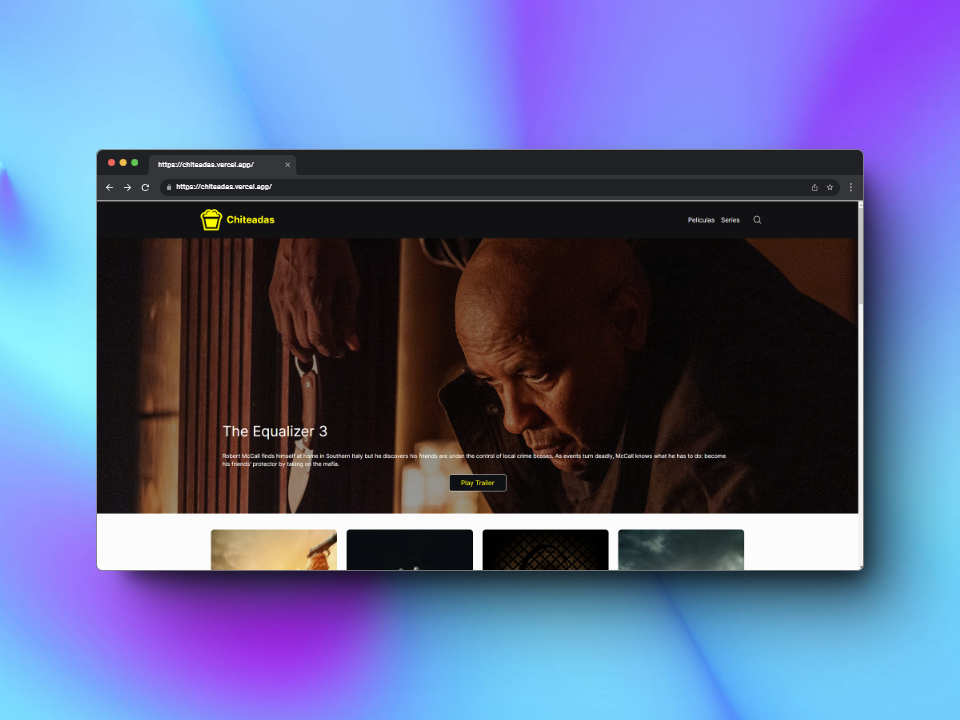 https://chiteadas.vercel.app/
https://chiteadas.vercel.app/
Chiteadas
Películas Series
The Equalizer 3
Robert McCall finds himself at home in Southern Italy but he discovers his friends are under the control of local crime bosses. As events turn deadly, McCall knows what he has to do: become
his friends' protector by taking on the mafia.
Play Trailer